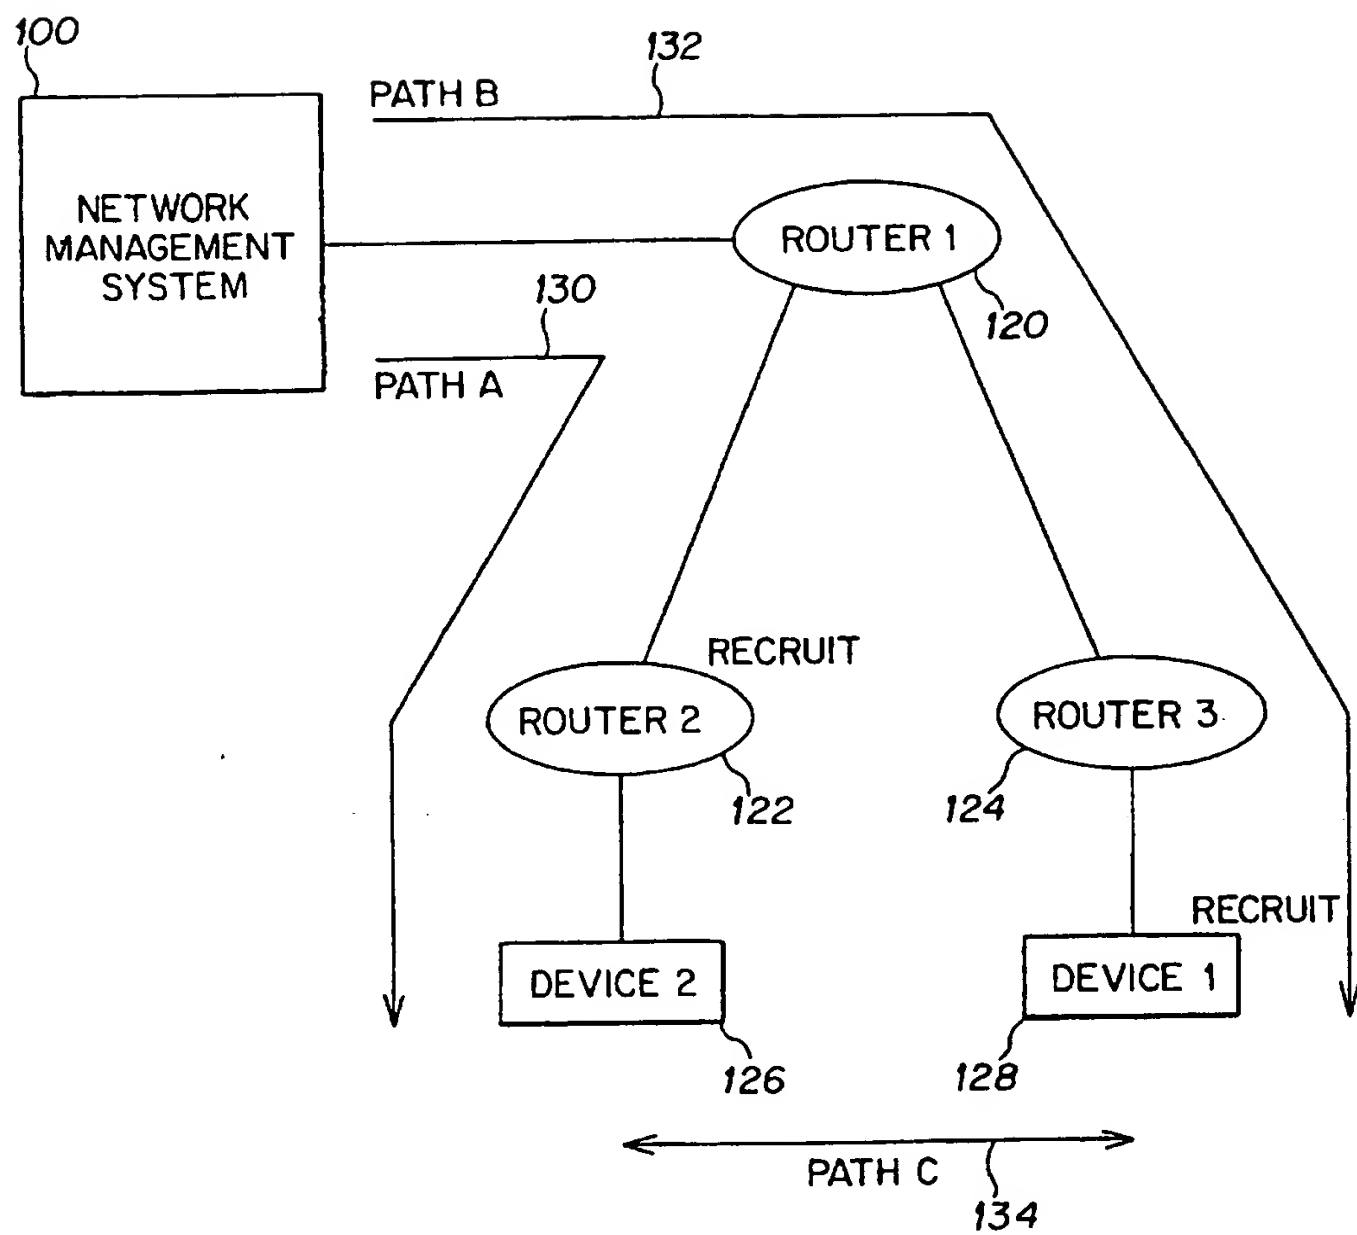 100
132
PATH B
NETWORK
MANAGEMENT
SYSTEM
ROUTER 1
130
120
PATH A
RECRUIT
ROUTER 2
ROUTER 3
122
124
RECRUIT
DEVICE 2
DEVICE 1
126
128
PATH C
134